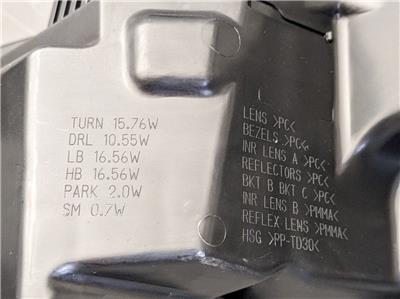 TURN 15.76W
DRL 10.55W
LB 16.56W
HB 16.56W
PARK 2.0W
SM 0.7W
LENS >PC<
BEZELS >PC<
INR LENS A >PC<
REFLECTORS >PC<
BKT B BKT C >PC<
INR LENS B >PMMA<
REFLEX LENS >PMMA<
HSG >PP-TD30<